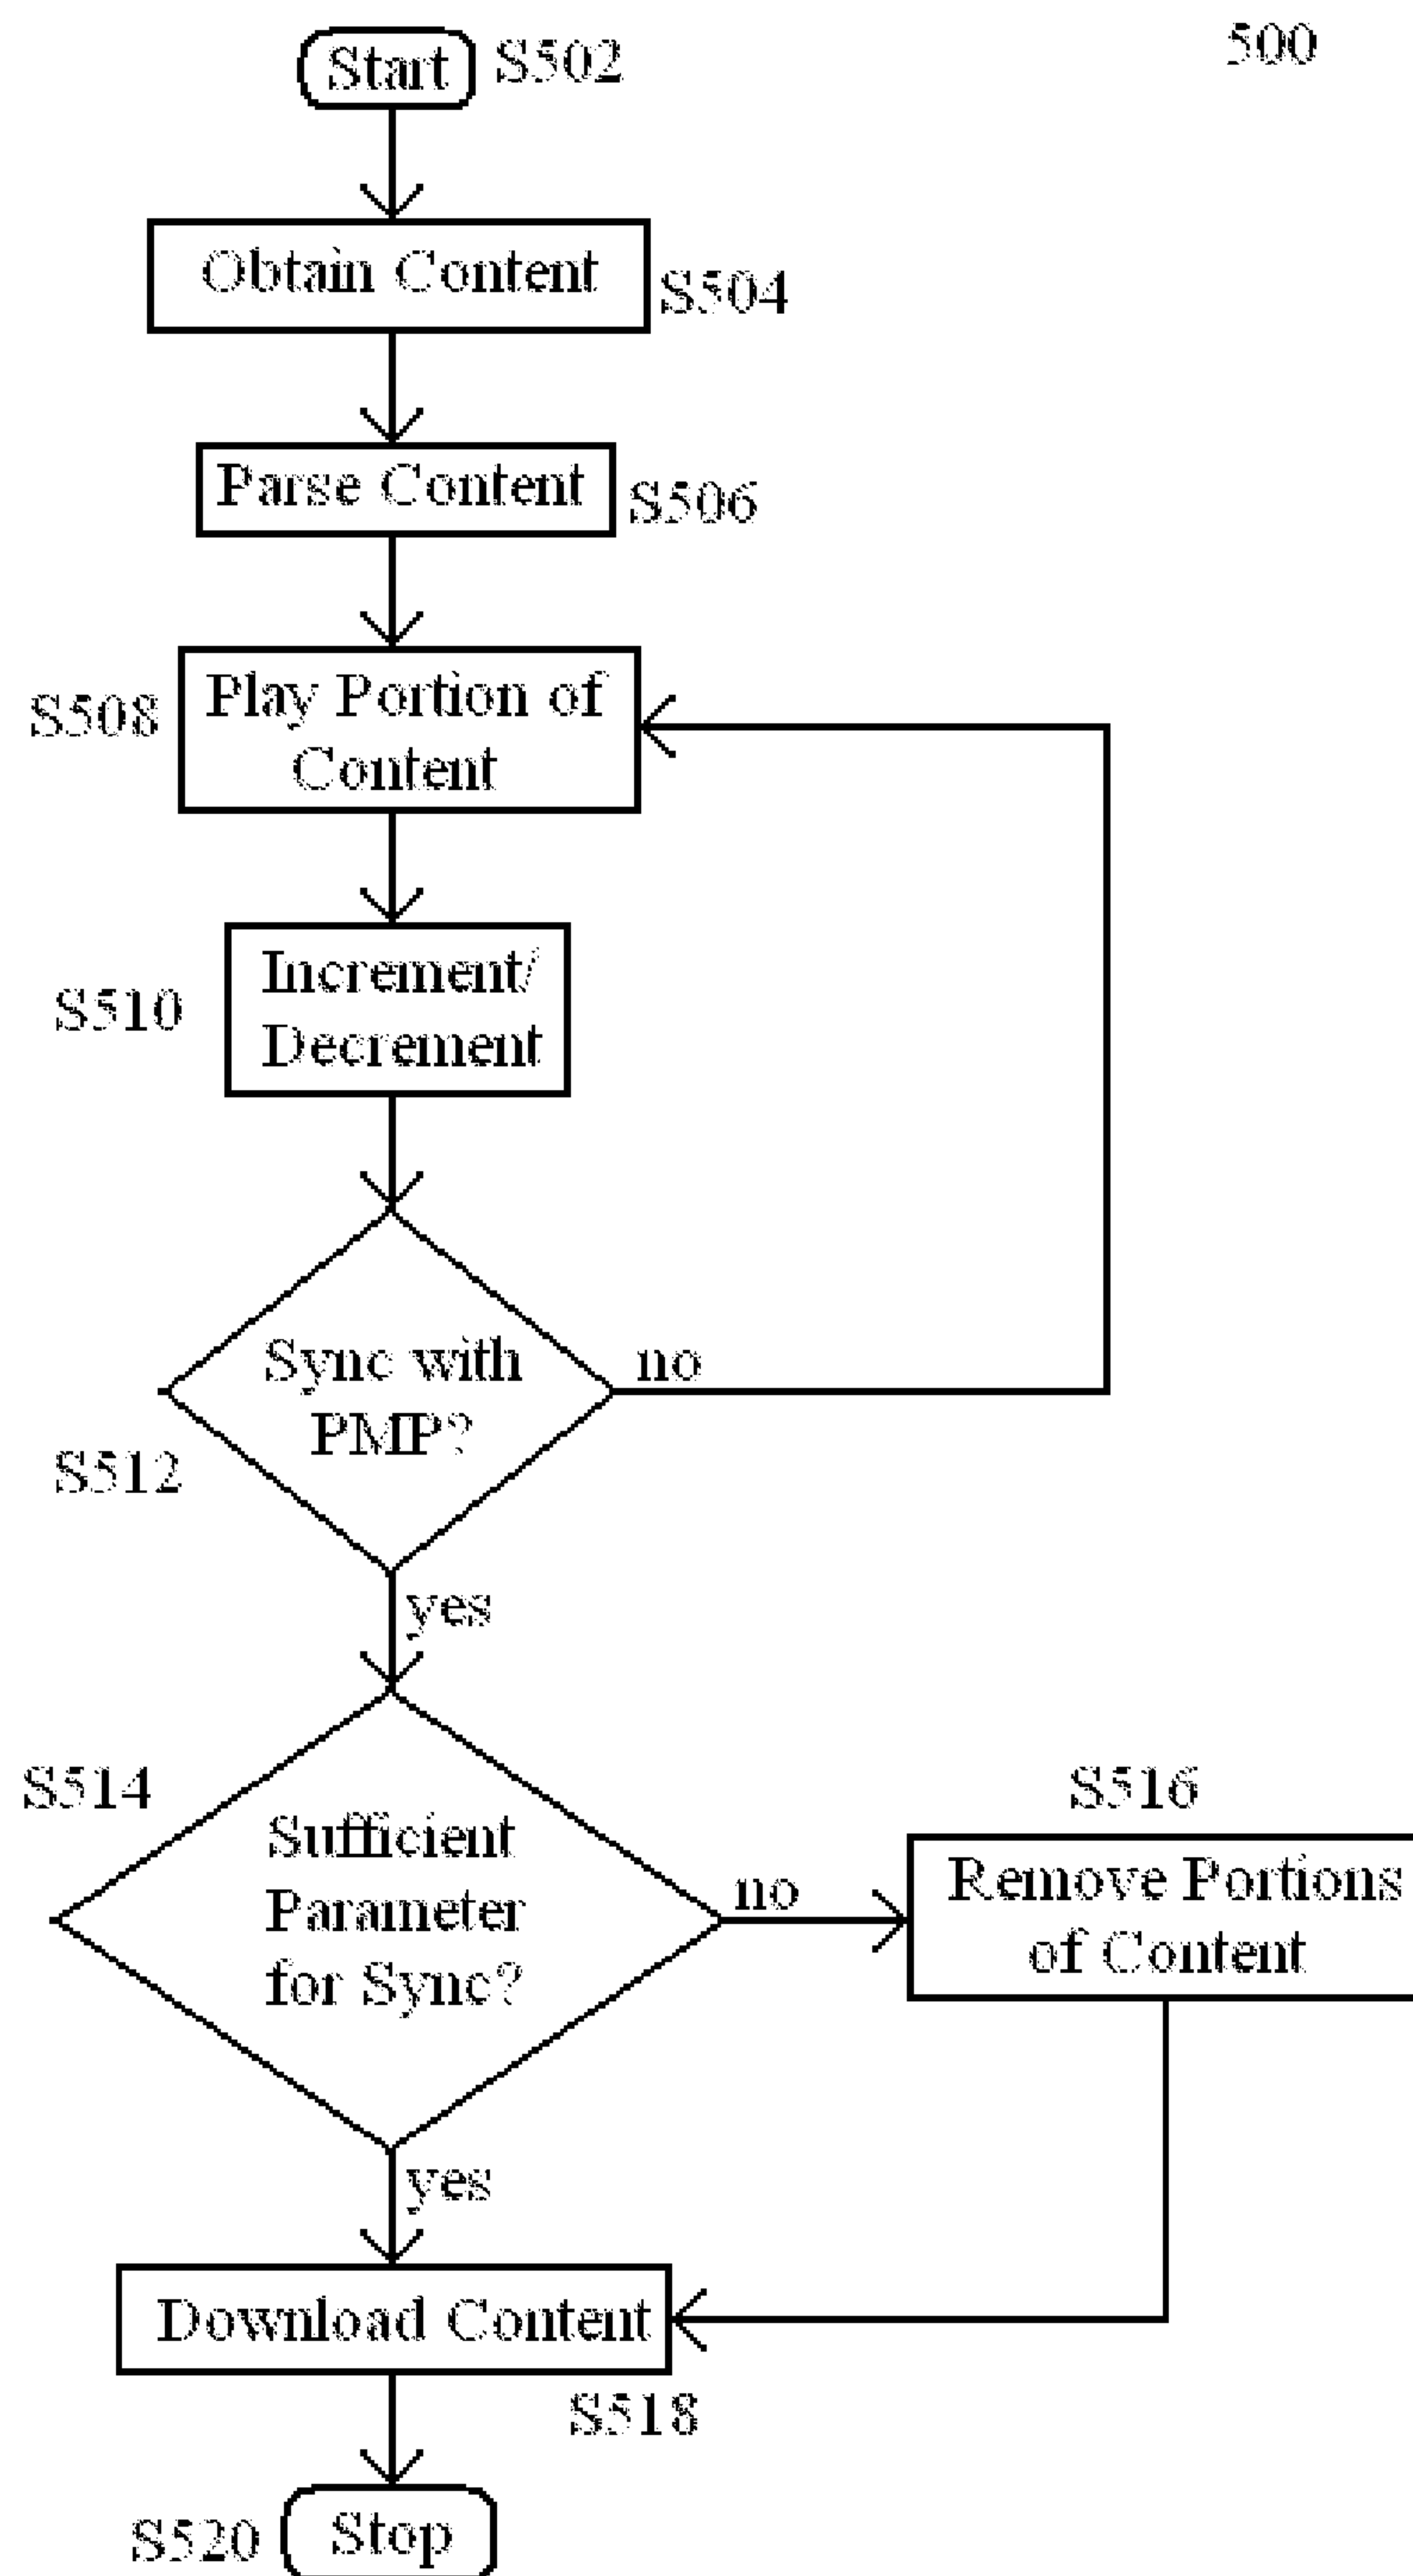 500
Start
S502
Obtain Content
S504
Parse Content
S506
S508
Play Portion of
Content
S510
Increment/
Decrement
Sync with
PMP?
no
S512
yes
S514
Sufficient
Parameter
for Sync?
no
S516
Remove Portions
of Content
yes
Download Content
S518
S520
Stop